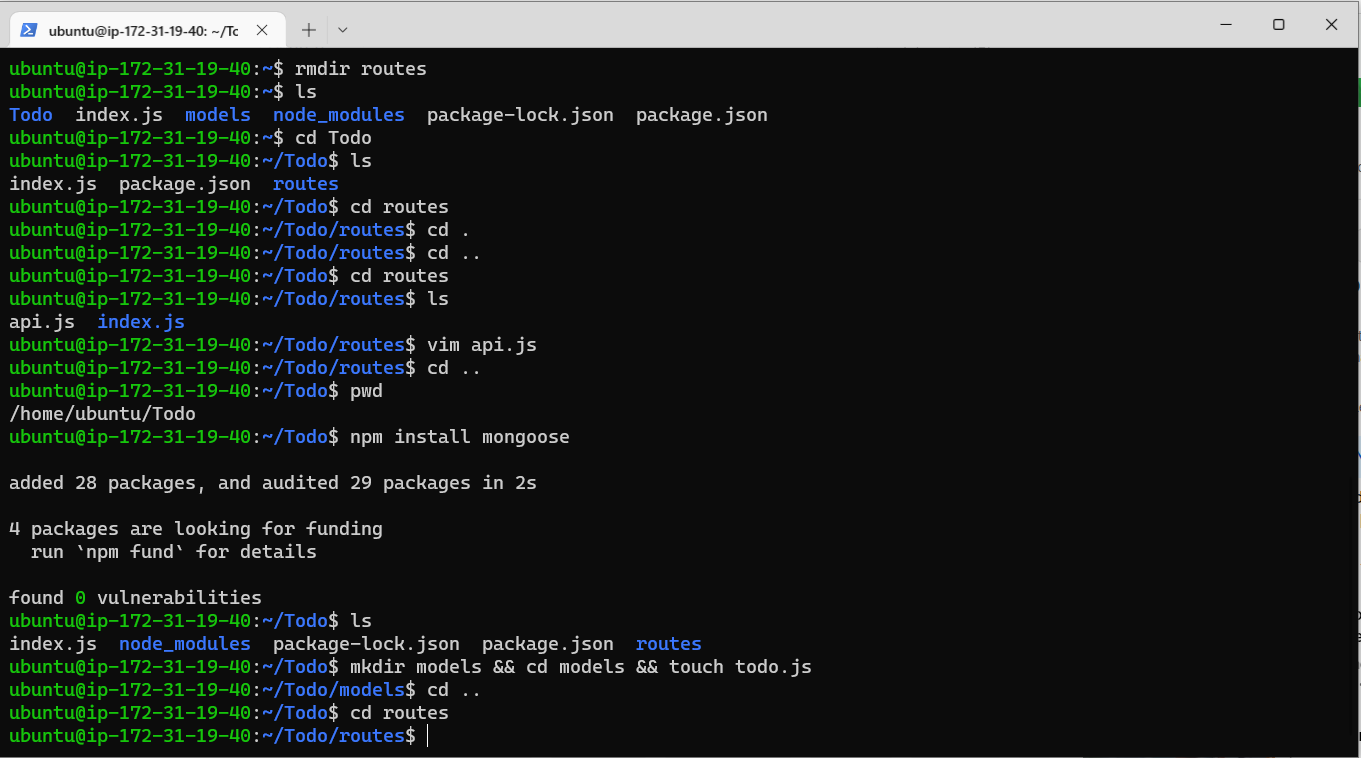 ubuntu@ip-172-31-19-40: ~/Tc
ubuntu@ip-172-31-19-40:~$ rmdir routes
ubuntu@ip-172-31-19-40:~$ ls
Todo  index.js  models  node_modules  package-lock.json  package.json
ubuntu@ip-172-31-19-40:~$ cd Todo
ubuntu@ip-172-31-19-40:~/Todo$ ls
index.js  package.json  routes
ubuntu@ip-172-31-19-40:~/Todo$ cd routes
ubuntu@ip-172-31-19-40:~/Todo/routes$ cd .
ubuntu@ip-172-31-19-40:~/Todo/routes$ cd ..
ubuntu@ip-172-31-19-40:~/Todo$ cd routes
ubuntu@ip-172-31-19-40:~/Todo/routes$ ls
api.js  index.js
ubuntu@ip-172-31-19-40:~/Todo/routes$ vim api.js
ubuntu@ip-172-31-19-40:~/Todo/routes$ cd ..
ubuntu@ip-172-31-19-40:~/Todo$ pwd
/home/ubuntu/Todo
ubuntu@ip-172-31-19-40:~/Todo$ npm install mongoose
added 28 packages, and audited 29 packages in 2s
4 packages are looking for funding
  run `npm fund` for details
found 0 vulnerabilities
ubuntu@ip-172-31-19-40:~/Todo$ ls
index.js  node_modules  package-lock.json  package.json  routes
ubuntu@ip-172-31-19-40:~/Todo$ mkdir models && cd models && touch todo.js
ubuntu@ip-172-31-19-40:~/Todo/models$ cd ..
ubuntu@ip-172-31-19-40:~/Todo$ cd routes
ubuntu@ip-172-31-19-40:~/Todo/routes$